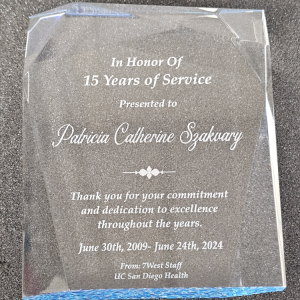 In Honor Of
15 Years of Service
Presented to
Patricia Catherine Szakvary
Thank you for your commitment
and dedication to excellence
throughout the years.
June 30th, 2009- June 24th, 2024
From: 7West Staff
UC San Diego Health